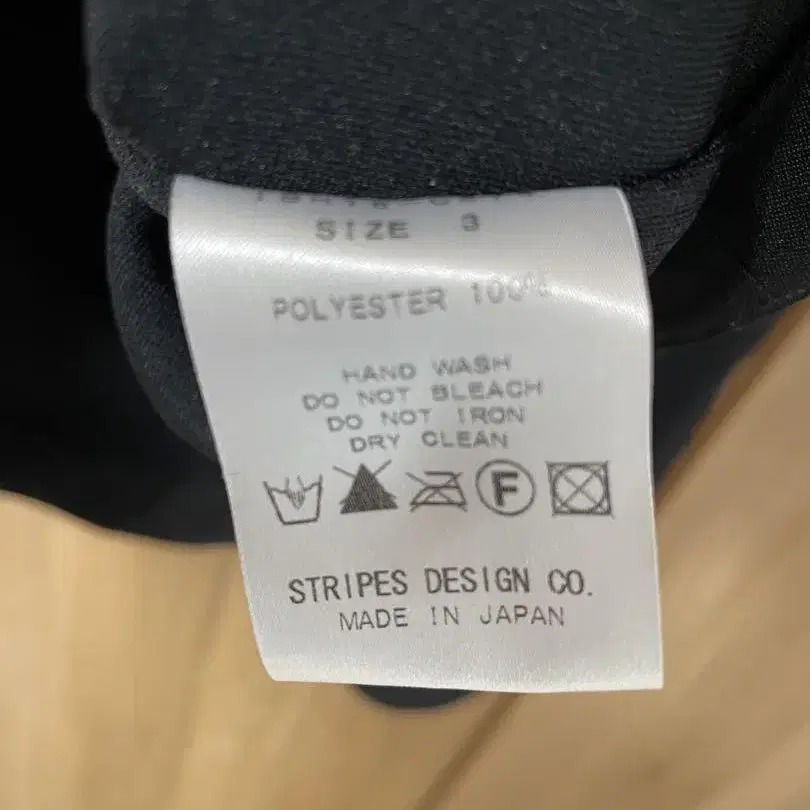 SIZE 3
POLYESTER 100%
HAND WASH
DO NOT BLEACH
DO NOT IRON
DRY CLEAN
F
STRIPES DESIGN CO.
MADE IN JAPAN